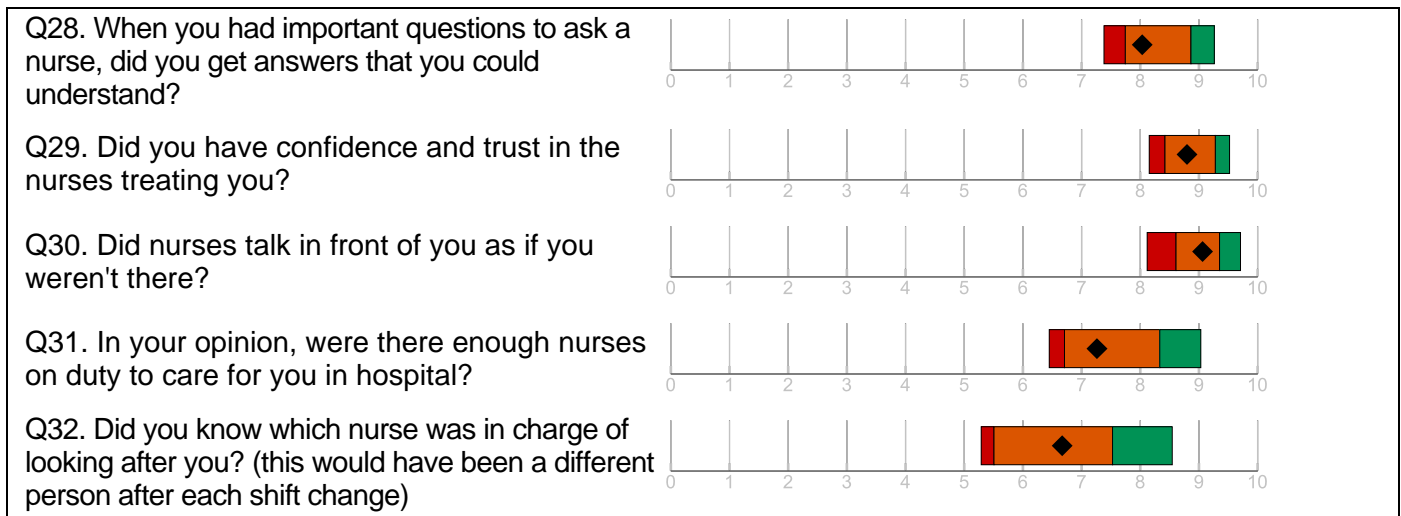 Q28. When you had important questions to ask a
nurse, did you get answers that you could
understand?
0 1 2 3 4 5 6 7 8 9 10
Q29. Did you have confidence and trust in the
nurses treating you?
0 1 2 3 4 5 6 7 8 9 10
Q30. Did nurses talk in front of you as if you
weren't there?
0 1 2 3 4 5 6 7 8 9 10
Q31. In your opinion, were there enough nurses
on duty to care for you in hospital?
0 1 2 3 4 5 6 7 8 9 10
Q32. Did you know which nurse was in charge of
looking after you? (this would have been a different
person after each shift change)
0 1 2 3 4 5 6 7 8 9 10